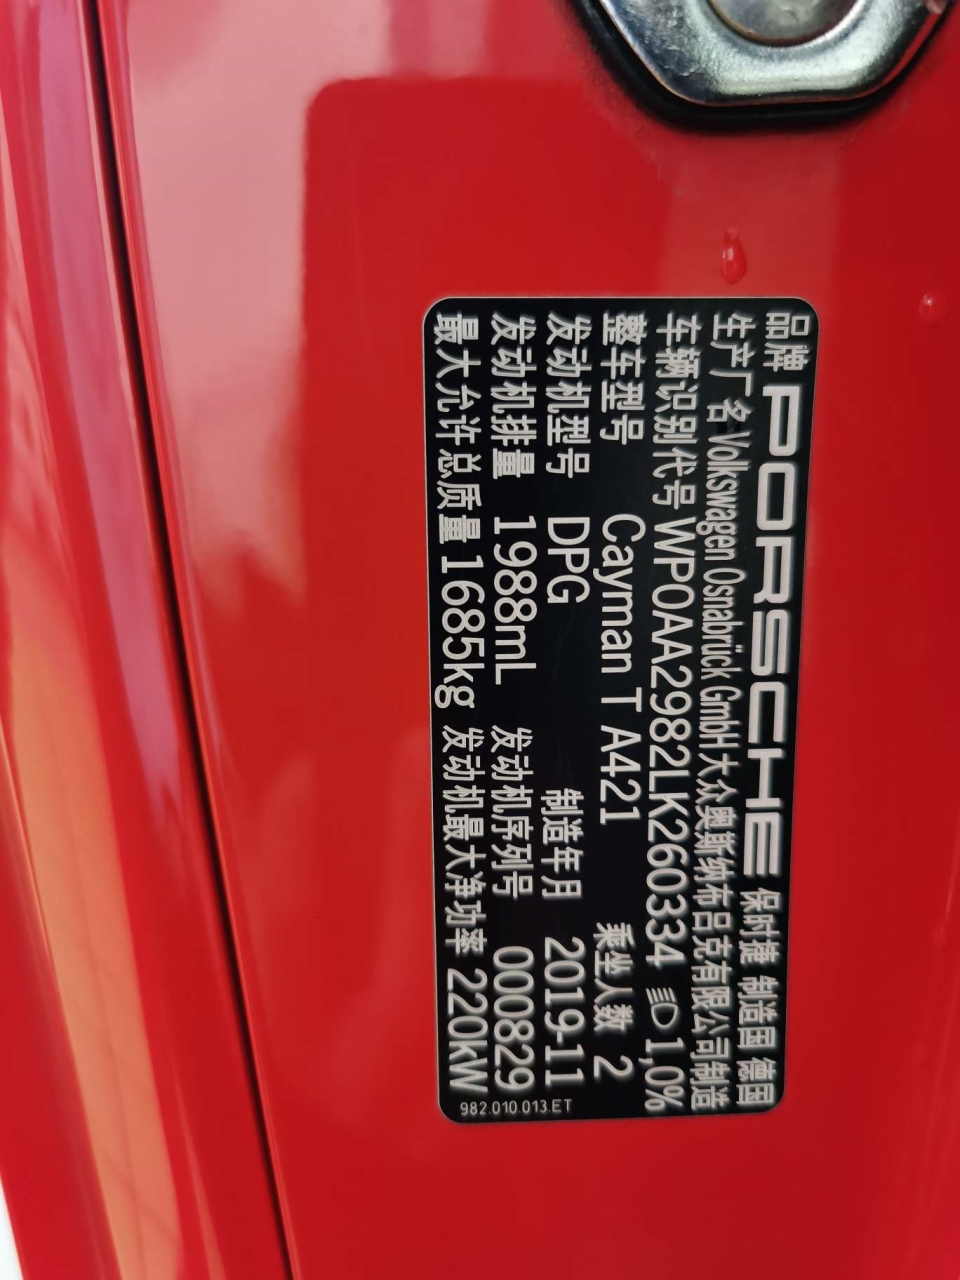 品牌 PORSCHE 保时捷 制造国 德国
生产厂名 Volkswagen Osnabrück GmbH大众奥斯纳布吕克有限公司制造
车辆识别代号 WP0AA2982LK260334 1,0%
整车型号 Cayman T A421 乘坐人数 2
发动机型号 DPG 制造年月 2019-11
发动机排量 1988mL 发动机序列号 000829
最大允许总质量 1685kg 发动机最大净功率 220kW
982.010.013.ET